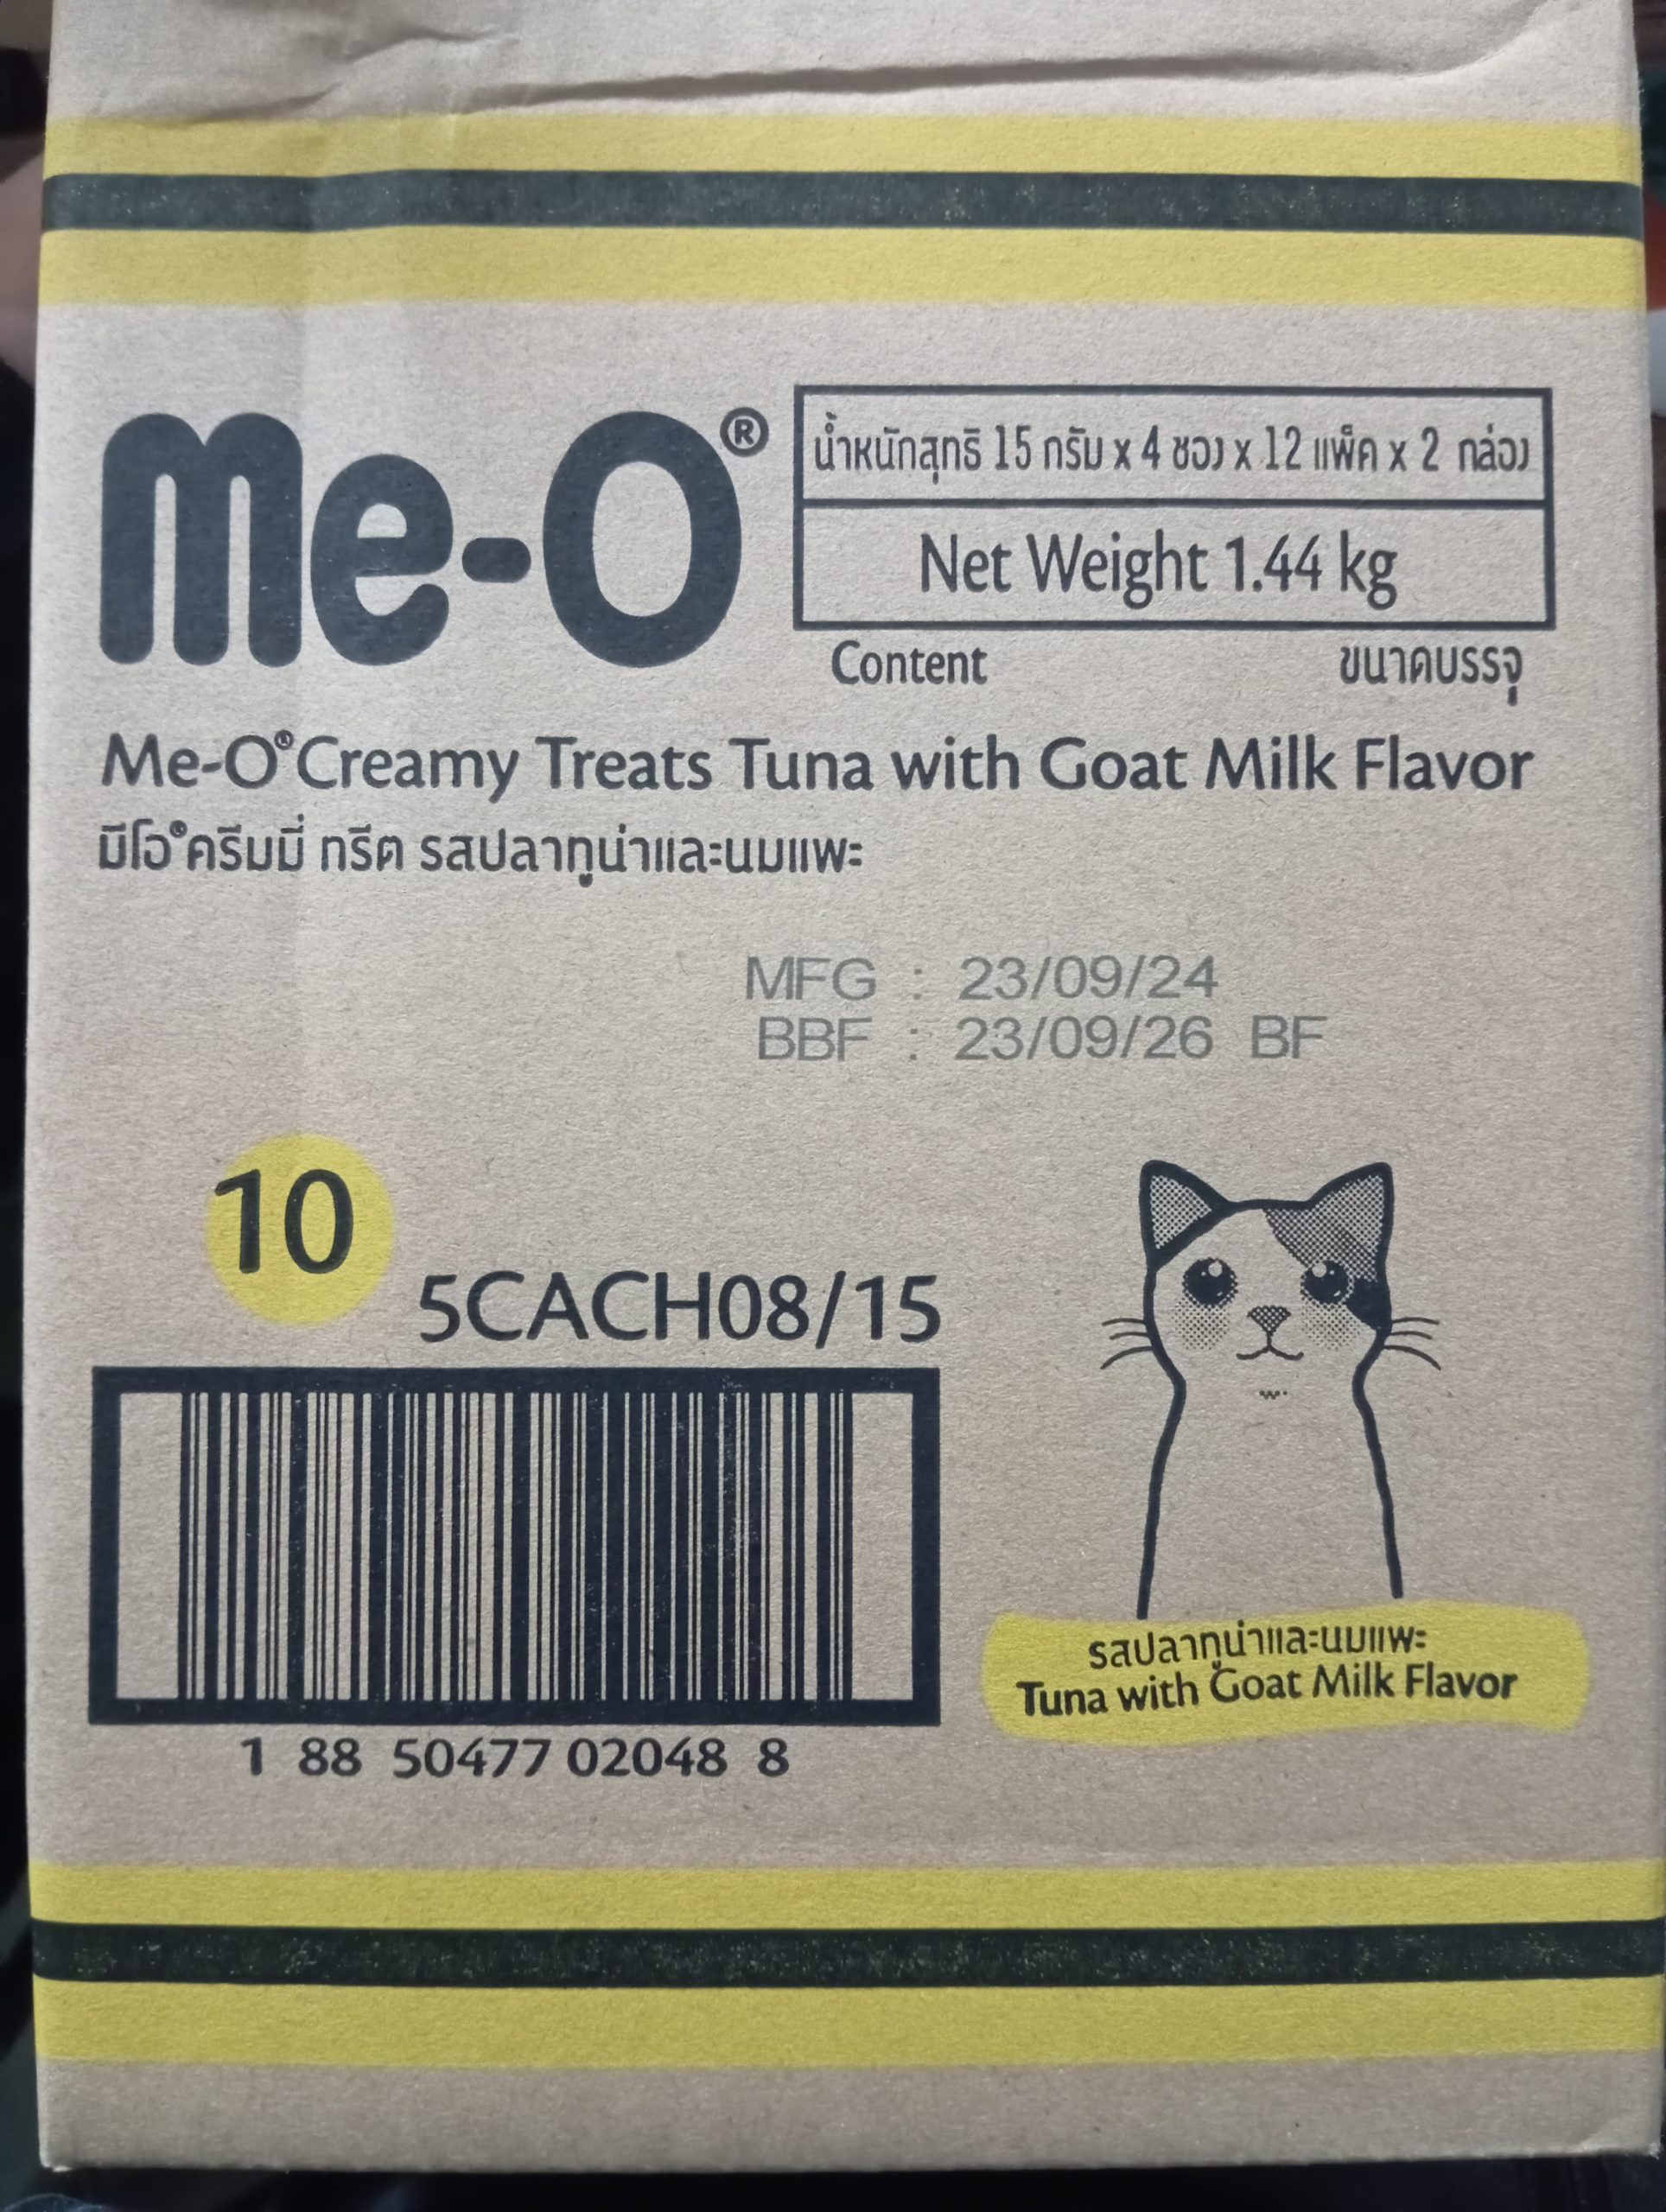 Me-O®
น้ำหนักสุทธิ 15 กรัม x 4 ซอง x 12 แพ็ค x 2 กล่อง
Net Weight 1.44 kg
Content ขนาดบรรจุ
Me-O® Creamy Treats Tuna with Goat Milk Flavor
มีโอ® ครีมมี่ ทรีต รสปลาทูน่าและนมแพะ
MFG : 23/09/24
BBF : 23/09/26 BF
10
5CACH08/15
1 88 50477 02048 8
รสปลาทูน่าและนมแพะ
Tuna with Goat Milk Flavor